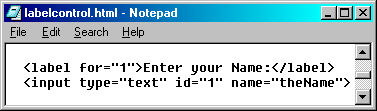 labelcontrol.html - Notepad
File Edit Search Help
<label for="1">Enter your Name:</label>
<input type="text" id="1" name="theName">